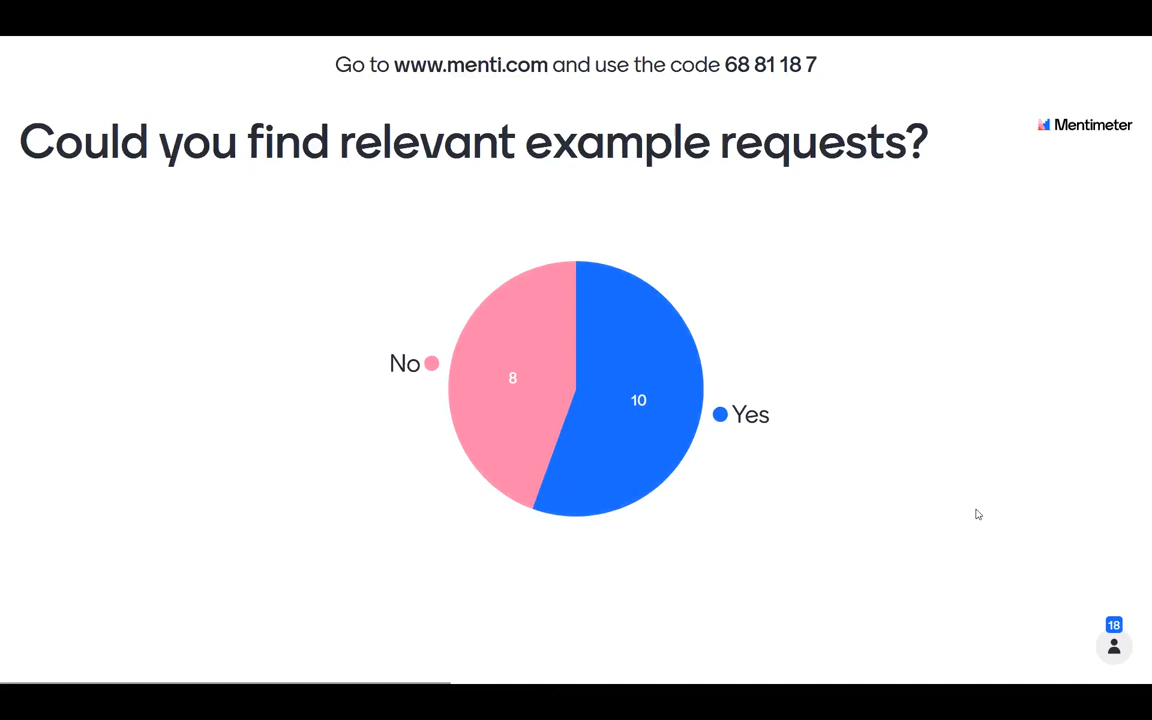 Go to www.menti.com and use the code 68 81 18 7
Could you find relevant example requests?
Mentimeter
No
8
10
Yes
18